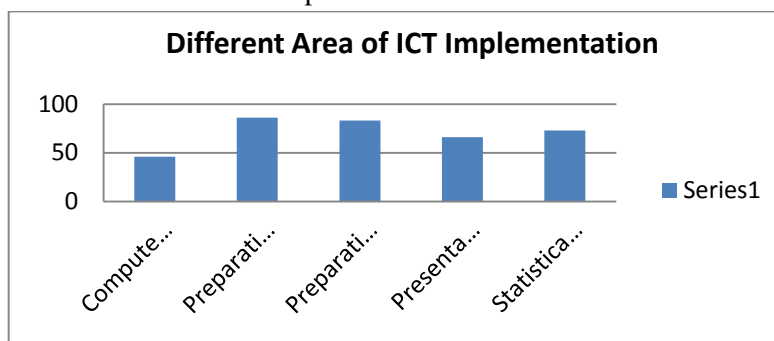 Different Area of ICT Implementation
100
50
0
Series1
Compute...
Preparati...
Preparati...
Presenta...
Statistica...